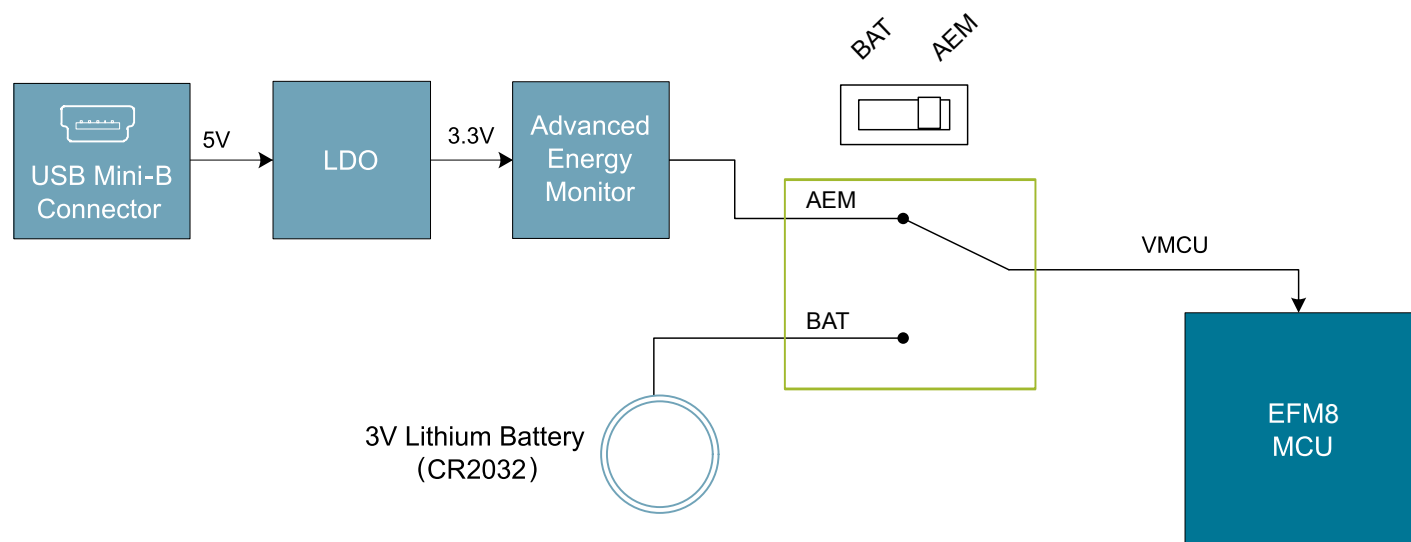 BAT
AEM
USB Mini-B
Connector
5V
LDO
3.3V
Advanced
Energy
Monitor
AEM
BAT
VMCU
3V Lithium Battery
(CR2032)
EFM8
MCU